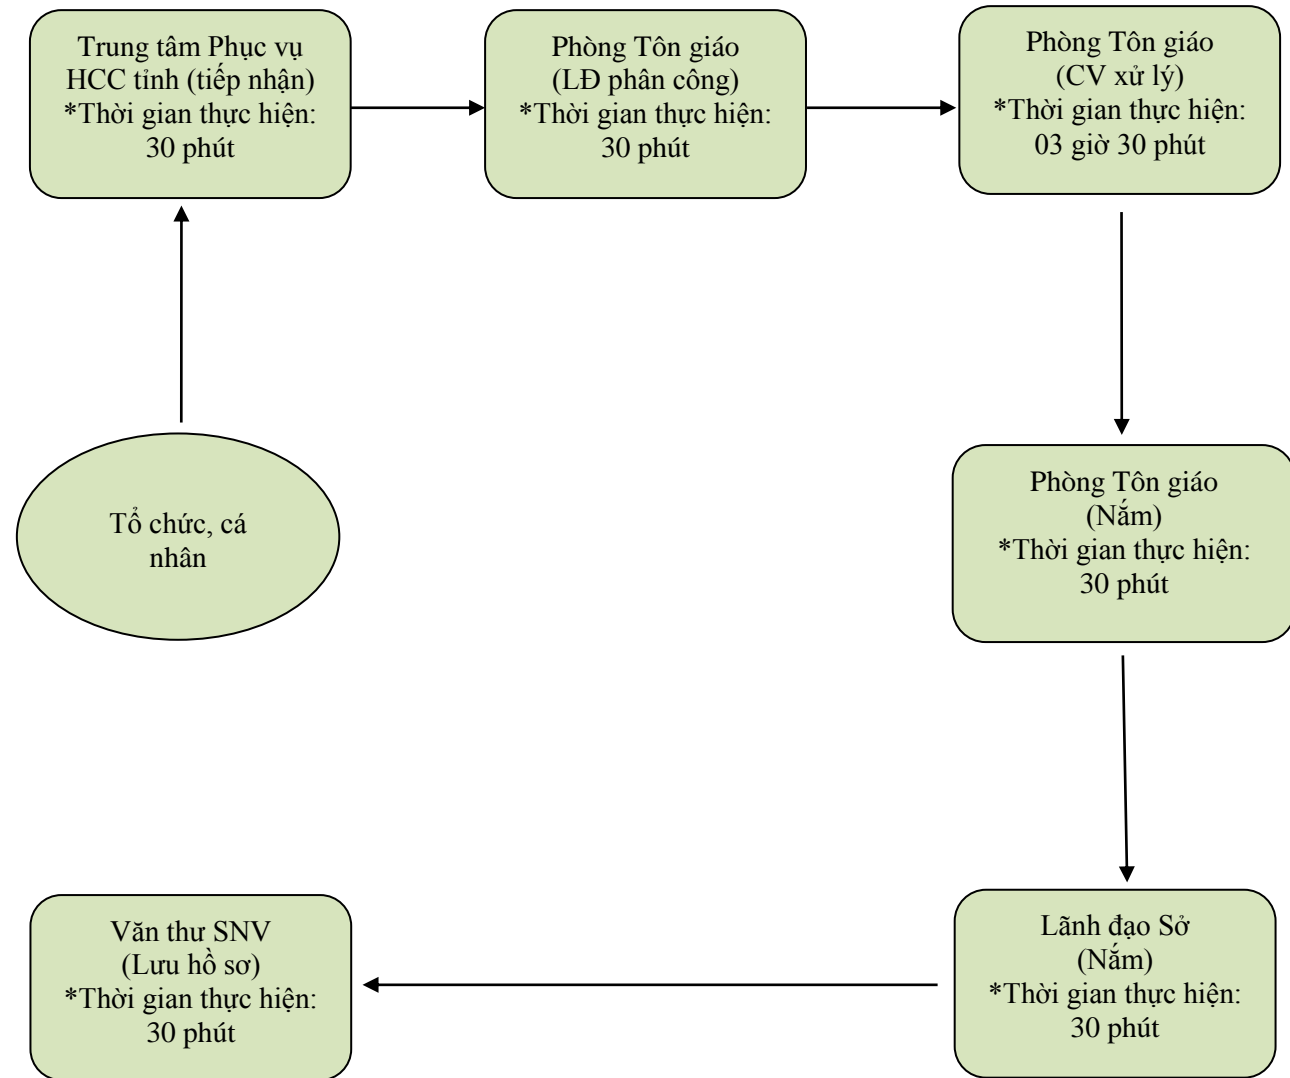 Trung tâm Phục vụ
HCC tỉnh (tiếp nhận)
*Thời gian thực hiện:
30 phút
Phòng Tôn giáo
(LĐ phân công)
*Thời gian thực hiện:
30 phút
Phòng Tôn giáo
(CV xử lý)
*Thời gian thực hiện:
03 giờ 30 phút
Tổ chức, cá
nhân
Phòng Tôn giáo
(Nắm)
*Thời gian thực hiện:
30 phút
Văn thư SNV
(Lưu hồ sơ)
*Thời gian thực hiện:
30 phút
Lãnh đạo Sở
(Nắm)
*Thời gian thực hiện:
30 phút